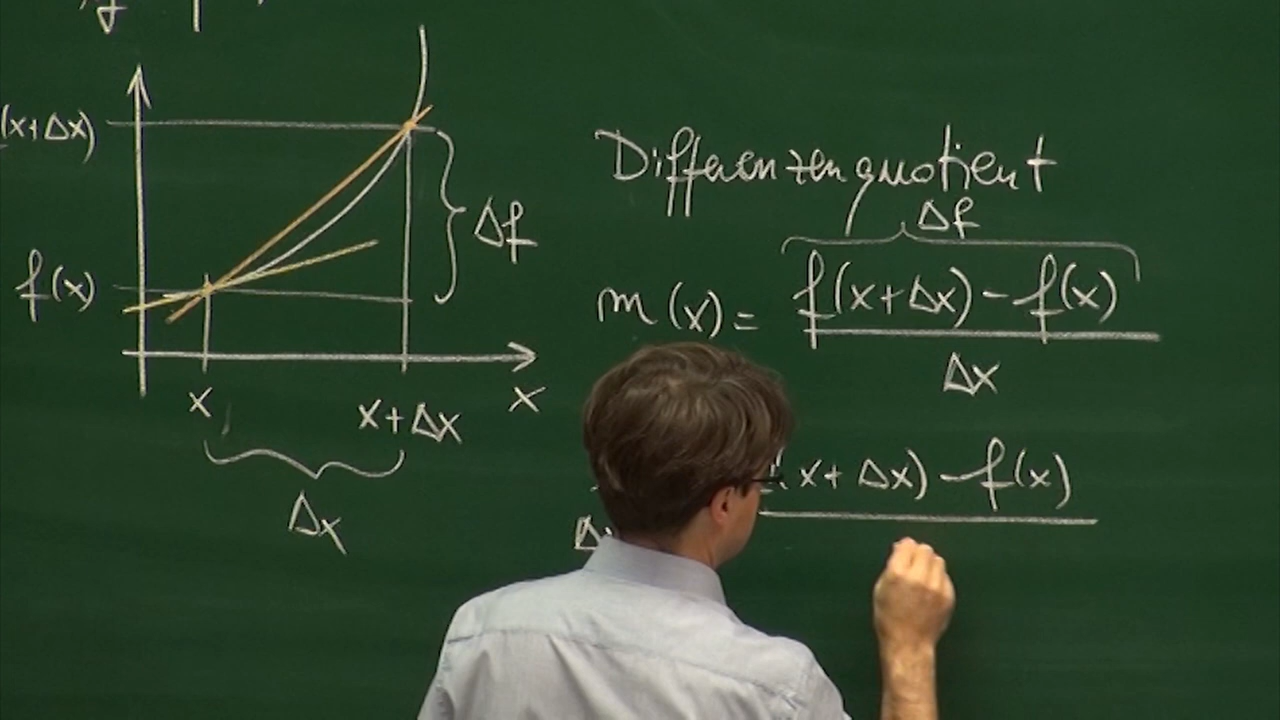 (x+Δx)
f(x)
Δf
x
x+Δx
x
Δx
Differenzenquotient
Δf
m(x) = f(x+Δx) - f(x)
Δx
x+Δx) - f(x)